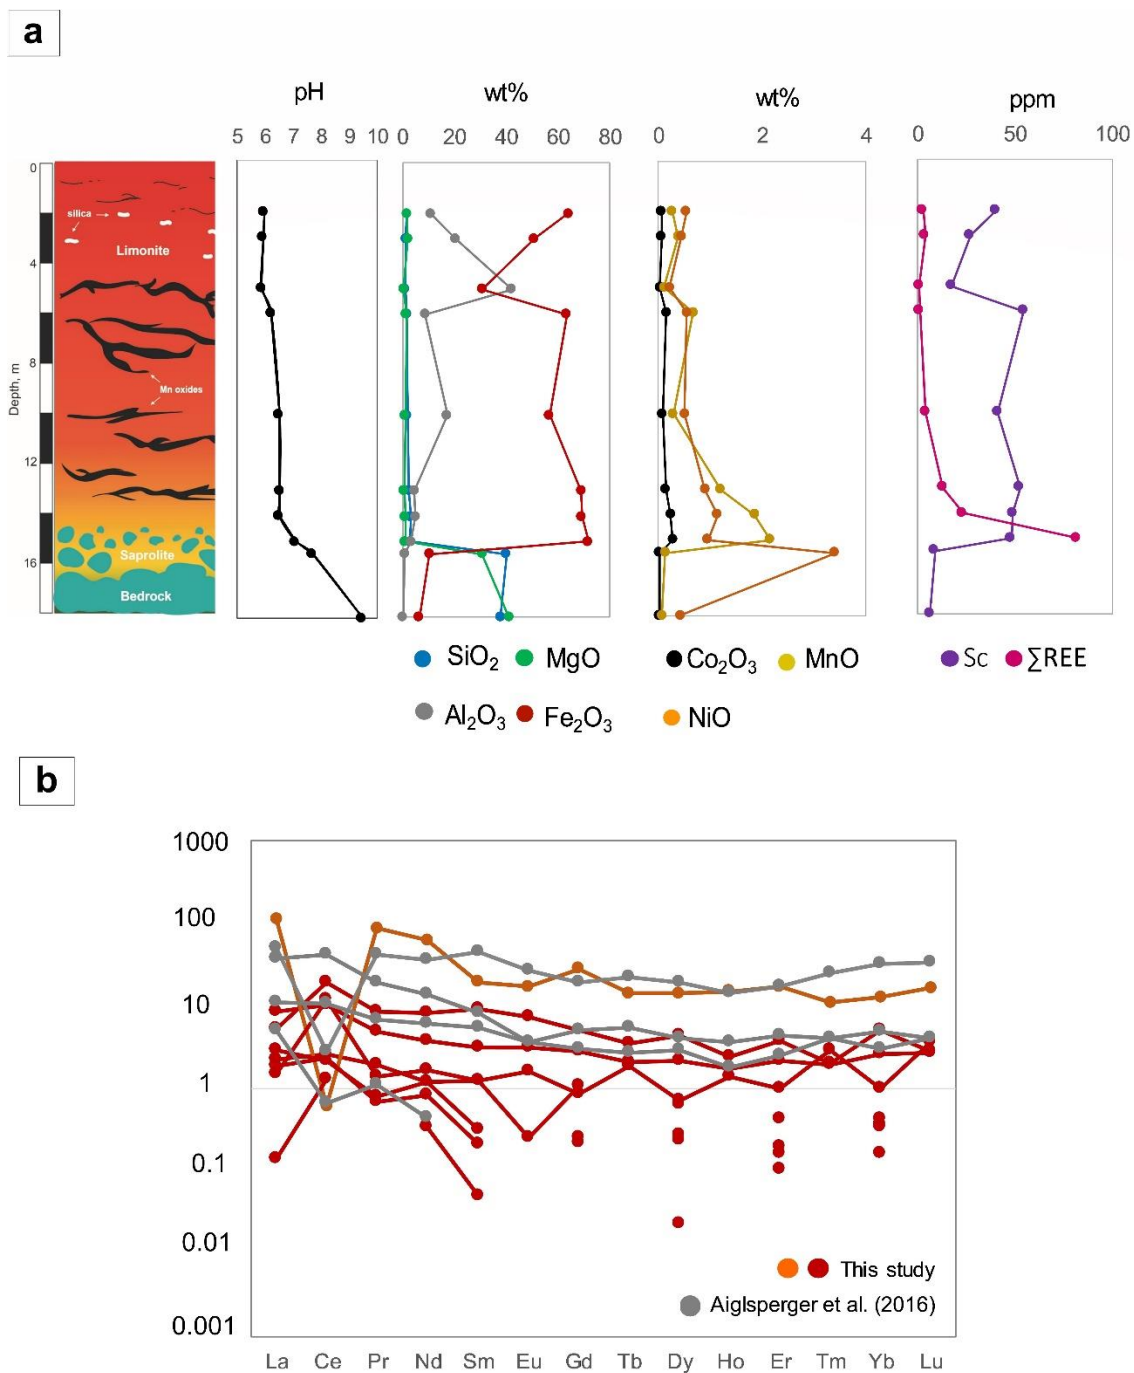 a
pH
wt%
wt%
ppm
5 6 7 8 9 10
0 20 40 60 80
0 2 4
0 50 100
0
4
8
12
16
Depth, m
silica
Limonite
Mn oxides
Saprolite
Bedrock
SiO₂ MgO
Al₂O₃ Fe₂O₃
Co₂O₃ MnO
NiO
Sc ∑REE
b
1000
100
10
1
0.1
0.01
0.001
This study
Aiglsperger et al. (2016)
La Ce Pr Nd Sm Eu Gd Tb Dy Ho Er Tm Yb Lu